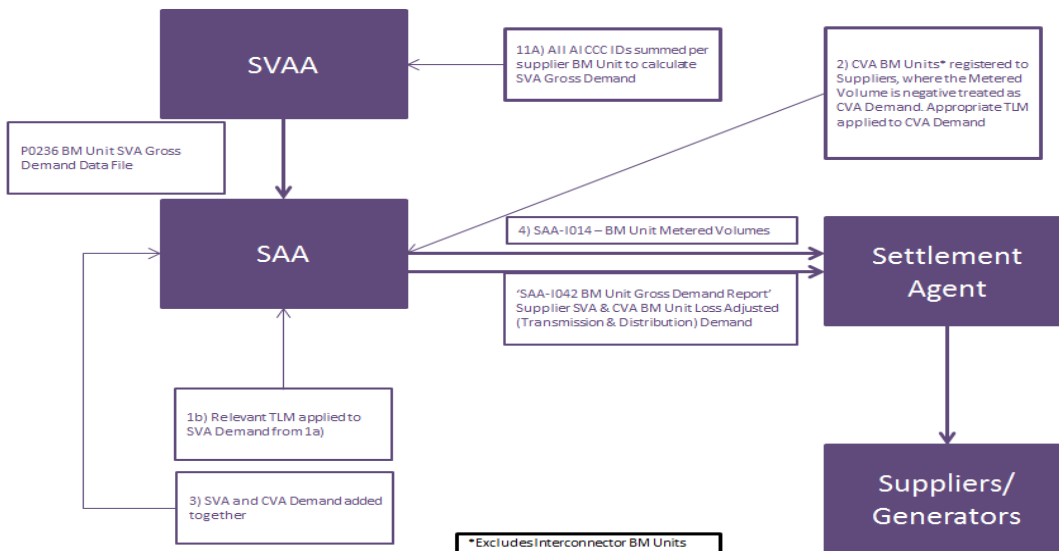 SVAA
11A) All AI CCC IDs summed per
supplier BM Unit to calculate
SVA Gross Demand
2) CVA BM Units* registered to
Suppliers, where the Metered
Volume is negative treated as
CVA Demand. Appropriate TLM
applied to CVA Demand
P0236 BM Unit SVA Gross
Demand Data File
SAA
4) SAA-I014 – BM Unit Metered Volumes
'SAA-I042 BM Unit Gross Demand Report'
Supplier SVA & CVA BM Unit Loss Adjusted
(Transmission & Distribution) Demand
Settlement
Agent
1b) Relevant TLM applied to
SVA Demand from 1a)
3) SVA and CVA Demand added
together
Suppliers/
Generators
*Excludes Interconnector BM Units